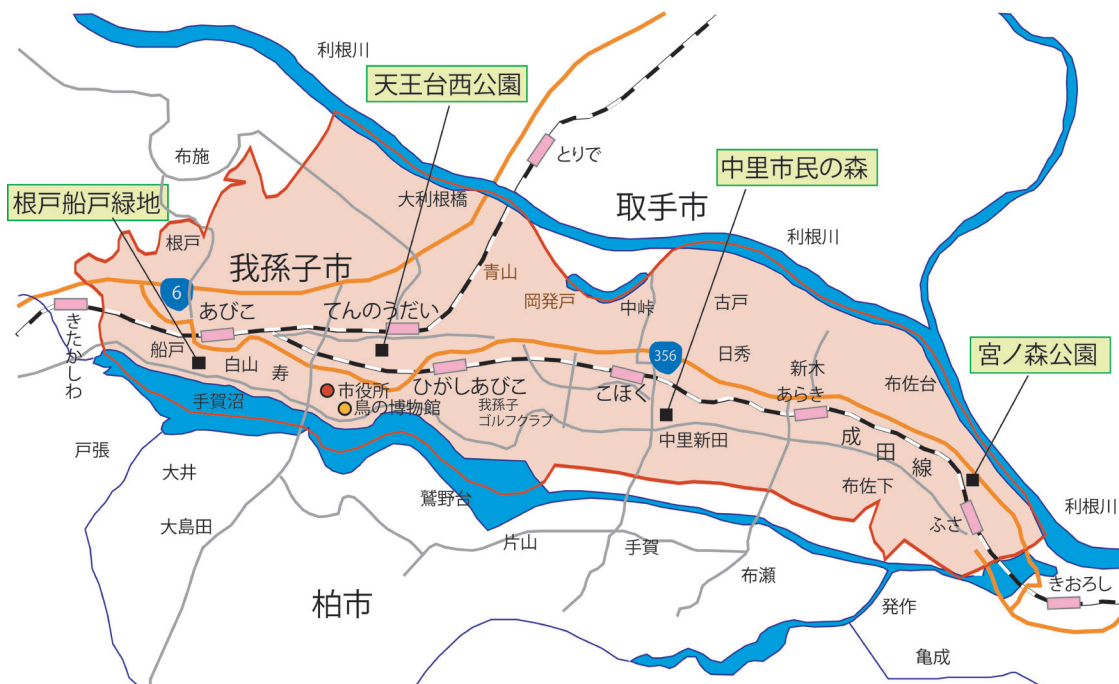 利根川
天王台西公園
布施
とりで
中里市民の森
根戸船戸緑地
大利根橋
取手市
利根川
根戸
我孫子市
青山
岡発戸
中峠
古戸
6
あびこ
てんのうだい
きたかしわ
船戸
白山
寿
356
日秀
新木
布佐台
宮ノ森公園
ひがしあびこ
こぼく
あらき
市役所
鳥の博物館
手賀沼
我孫子
ゴルフクラブ
中里新田
成田線
戸張
大井
布佐下
鷲野台
大島田
利根川
ふさ
片山
手賀
布瀬
きおろし
柏市
発作
亀成